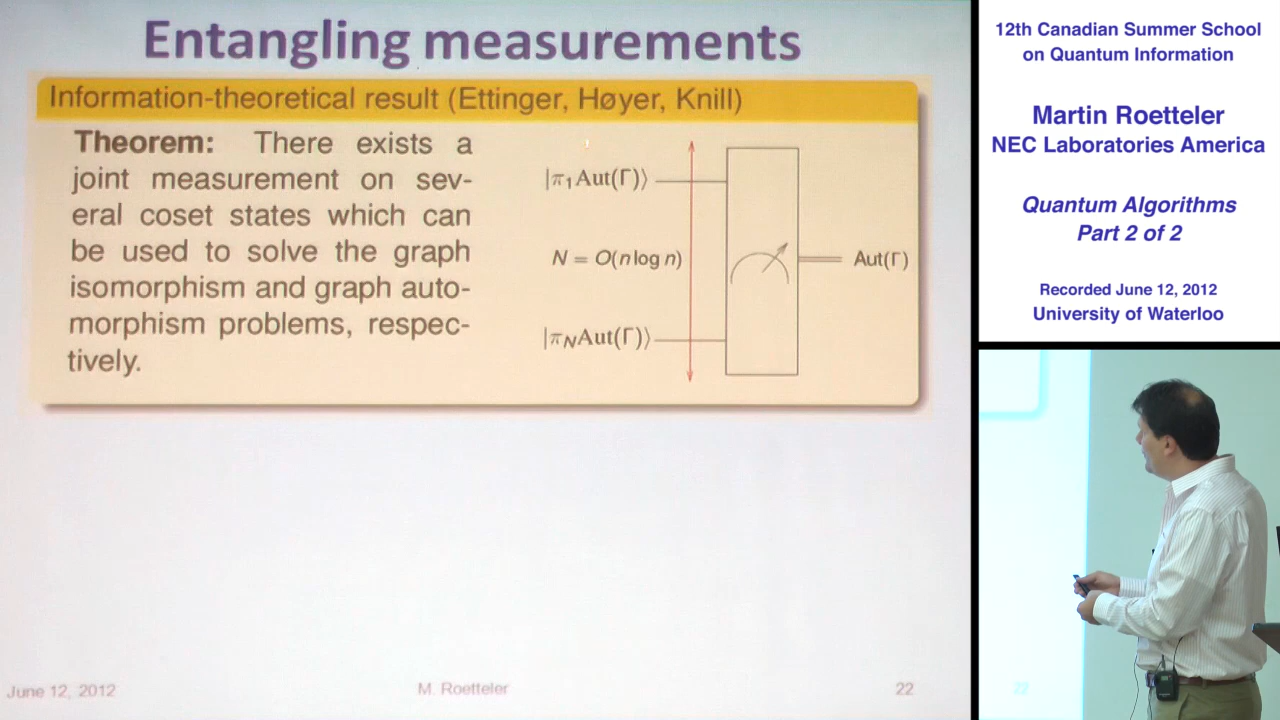 Entangling measurements
Information-theoretical result (Ettinger, Høyer, Knill)
Theorem: There exists a
joint measurement on sev-
eral coset states which can
be used to solve the graph
isomorphism and graph auto-
morphism problems, respec-
tively.
|π₁Aut(Γ)⟩
N = O(n log n)
|π_N Aut(Γ)⟩
Aut(Γ)
June 12, 2012
M. Roetteler
22
12th Canadian Summer School
on Quantum Information
Martin Roetteler
NEC Laboratories America
Quantum Algorithms
Part 2 of 2
Recorded June 12, 2012
University of Waterloo
22